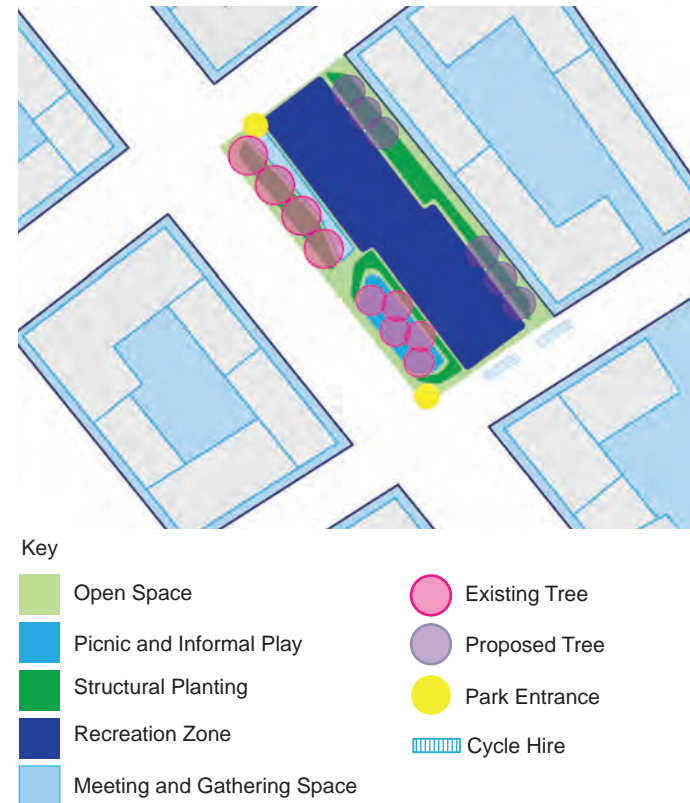 Key
Open Space
Picnic and Informal Play
Structural Planting
Recreation Zone
Meeting and Gathering Space
Existing Tree
Proposed Tree
Park Entrance
Cycle Hire